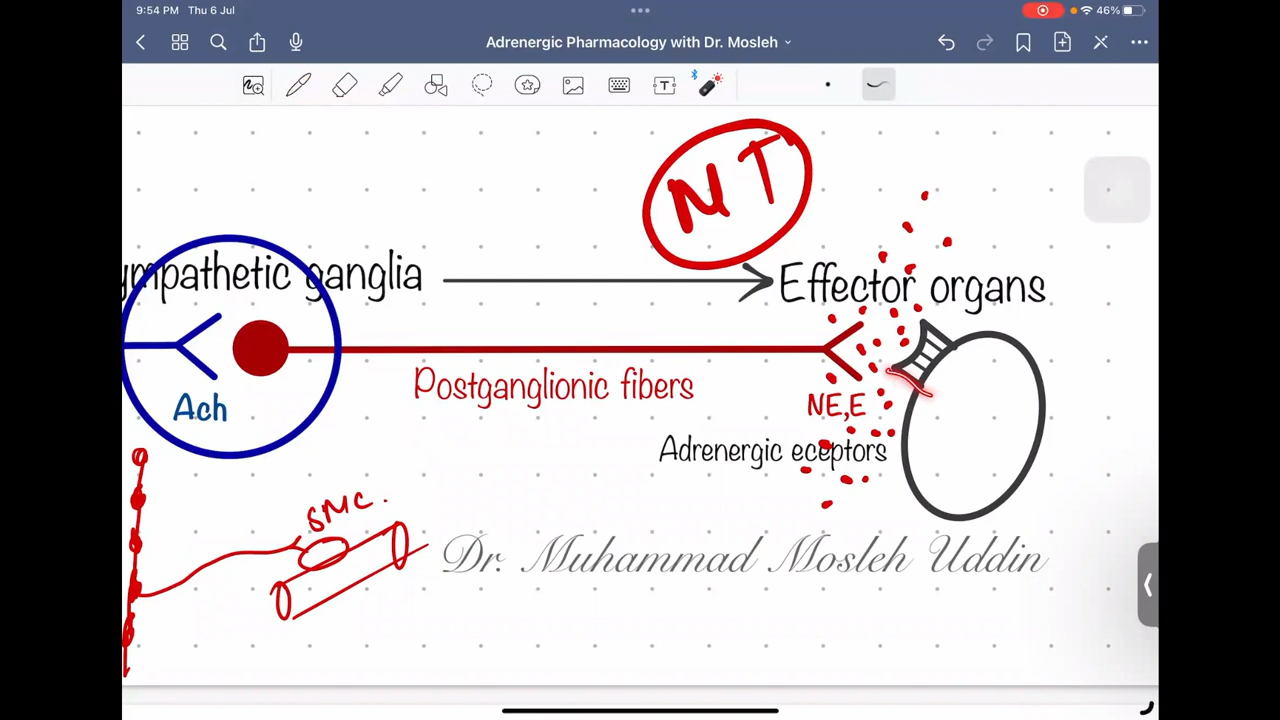 9:54 PM Thu 6 Jul
46%
Adrenergic Pharmacology with Dr. Mosleh
T
NT
ympathetic ganglia
Effector organs
Postganglionic fibers
NE,E
Ach
Adrenergic eceptors
SMC.
Dr. Muhammad Mosleh Uddin